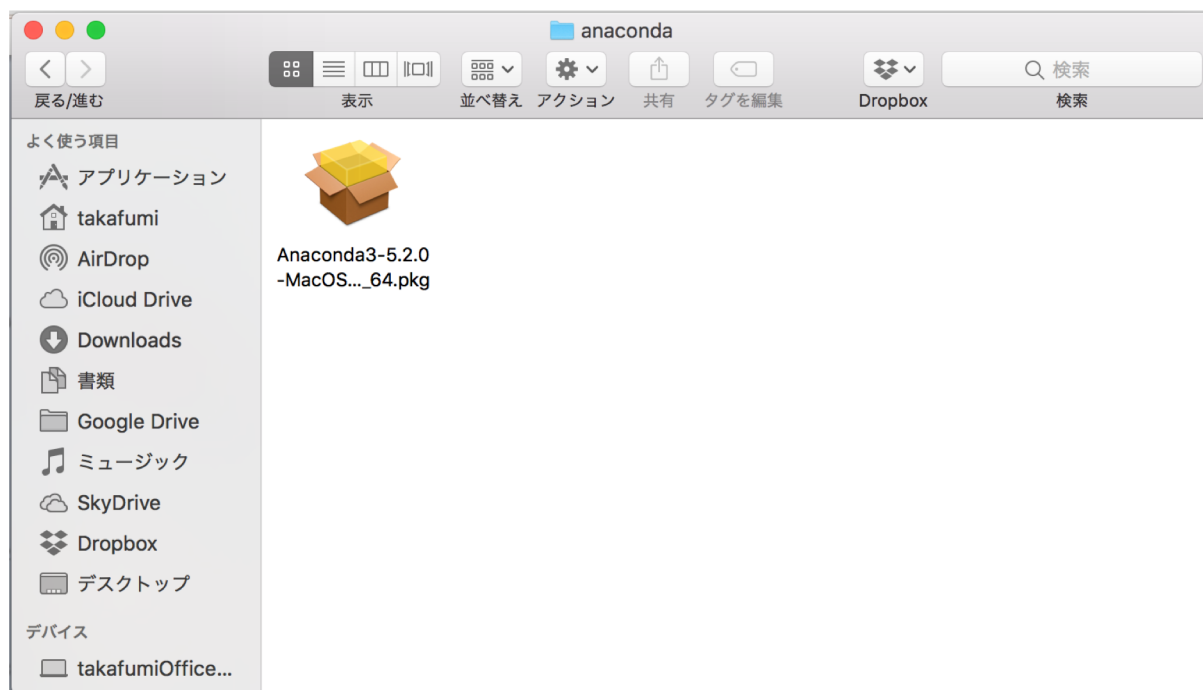 anaconda
検索
戻る/進む
表示
並べ替え
アクション
共有
タグを編集
Dropbox
検索
よく使う項目
アプリケーション
takafumi
AirDrop
iCloud Drive
Downloads
書類
Google Drive
ミュージック
SkyDrive
Dropbox
デスクトップ
デバイス
takafumiOffice...
Anaconda3-5.2.0
-MacOS..._64.pkg